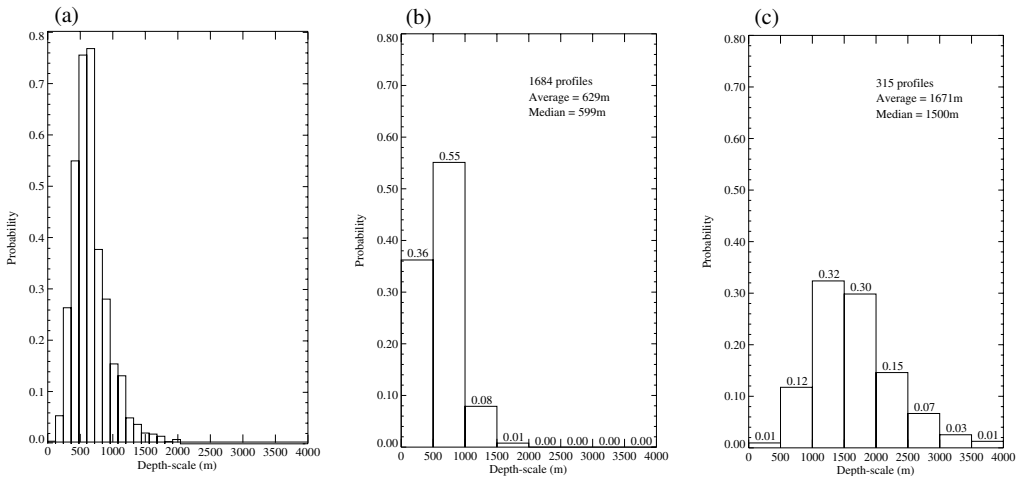 (a)
0.8
0.7
0.6
0.5
0.4
0.3
0.2
0.1
0.0
Probability
0 500 1000 1500 2000 2500 3000 3500 4000
Depth-scale (m)
(b)
0.80
0.70
0.60
0.50
0.40
0.30
0.20
0.10
0.00
Probability
1684 profiles
Average = 629m
Median = 599m
0.36 0.55 0.08 0.01 0.00 0.00 0.00 0.00
0 500 1000 1500 2000 2500 3000 3500 4000
Depth-scale (m)
(c)
0.80
0.70
0.60
0.50
0.40
0.30
0.20
0.10
0.00
Probability
315 profiles
Average = 1671m
Median = 1500m
0.01 0.12 0.32 0.30 0.15 0.07 0.03 0.01
0 500 1000 1500 2000 2500 3000 3500 4000
Depth-scale (m)